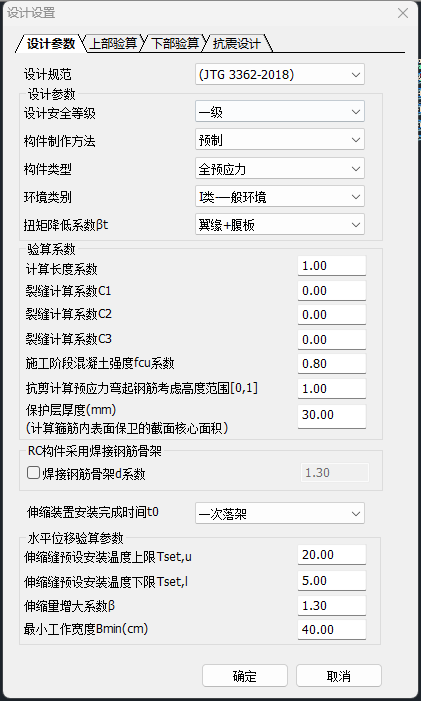 设计设置
设计参数 上部验算 下部验算 抗震设计
设计规范 (JTG 3362-2018)
设计参数
设计安全等级 一级
构件制作方法 预制
构件类型 全预应力
环境类别 I类-一般环境
扭矩降低系数βt 翼缘+腹板
验算系数
计算长度系数 1.00
裂缝计算系数C1 0.00
裂缝计算系数C2 0.00
裂缝计算系数C3 0.00
施工阶段混凝土强度fcu系数 0.80
抗剪计算预应力弯起钢筋考虑高度范围[0,1] 1.00
保护层厚度(mm) 30.00
(计算箍筋内表面保卫的截面核心面积)
RC构件采用焊接钢筋骨架
焊接钢筋骨架d系数 1.30
伸缩装置安装完成时间t0 一次落架
水平位移验算参数
伸缩缝预设安装温度上限Tset,u 20.00
伸缩缝预设安装温度下限Tset,l 5.00
伸缩量增大系数β 1.30
最小工作宽度Bmin(cm) 40.00
确定 取消